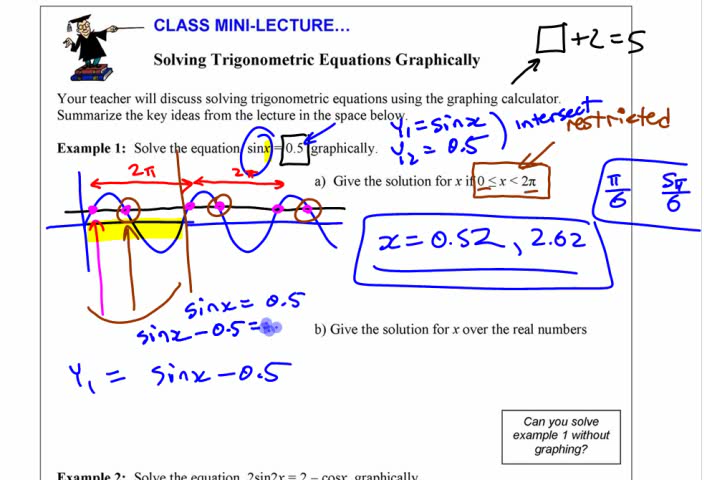 CLASS MINI-LECTURE…
□ + 2 = 5
Solving Trigonometric Equations Graphically
Your teacher will discuss solving trigonometric equations using the graphing calculator.
Summarize the key ideas from the lecture in the space below.
Y₁ = sinx
Y₂ = 0.5
intersect
restricted
Example 1: Solve the equation sinx = 0.5 graphically.
a) Give the solution for x if 0 ≤ x < 2π
2π
π/6 5π/6
x = 0.52, 2.62
sinx = 0.5
sinx - 0.5 =
b) Give the solution for x over the real numbers
Y₁ = sinx - 0.5
Can you solve
example 1 without
graphing?
Example 2: Solve the equation 2sin2x = 2 – cosx graphically